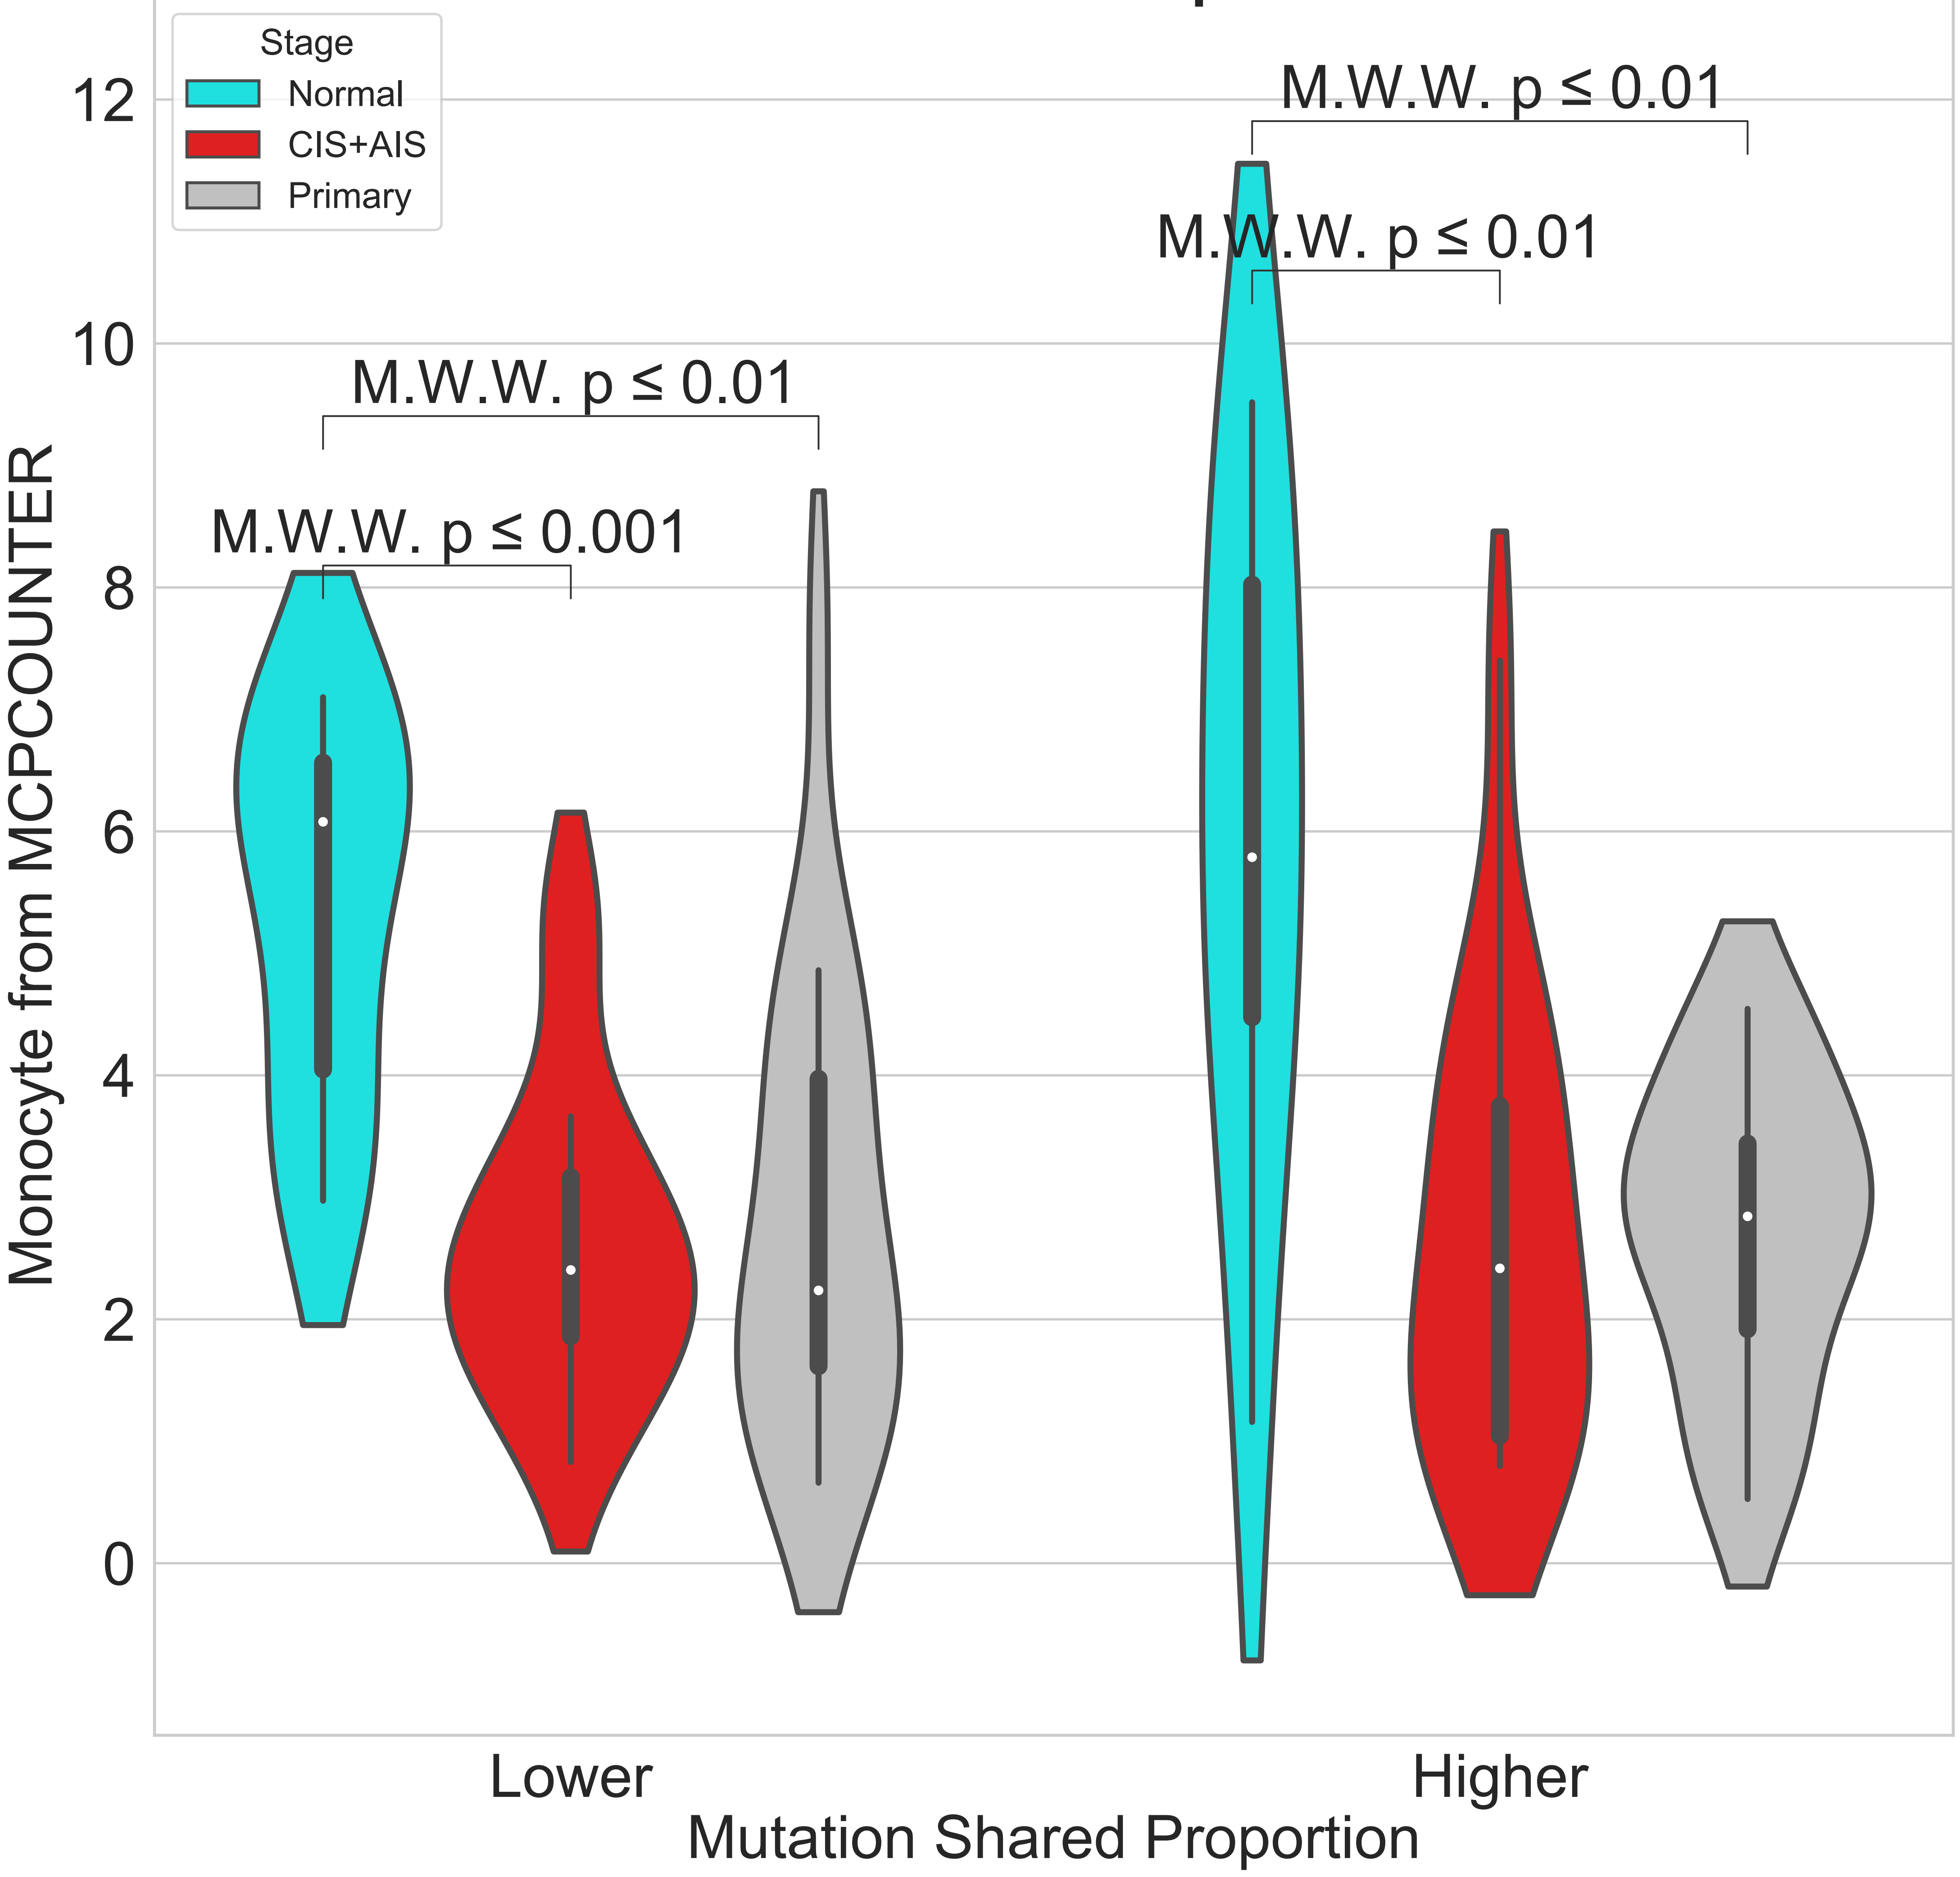 Stage
Normal
CIS+AIS
Primary
M.W.W. p ≤ 0.01
M.W.W. p ≤ 0.01
M.W.W. p ≤ 0.01
M.W.W. p ≤ 0.001
12
10
8
6
4
2
0
Monocyte from MCPCOUNTER
Lower
Higher
Mutation Shared Proportion